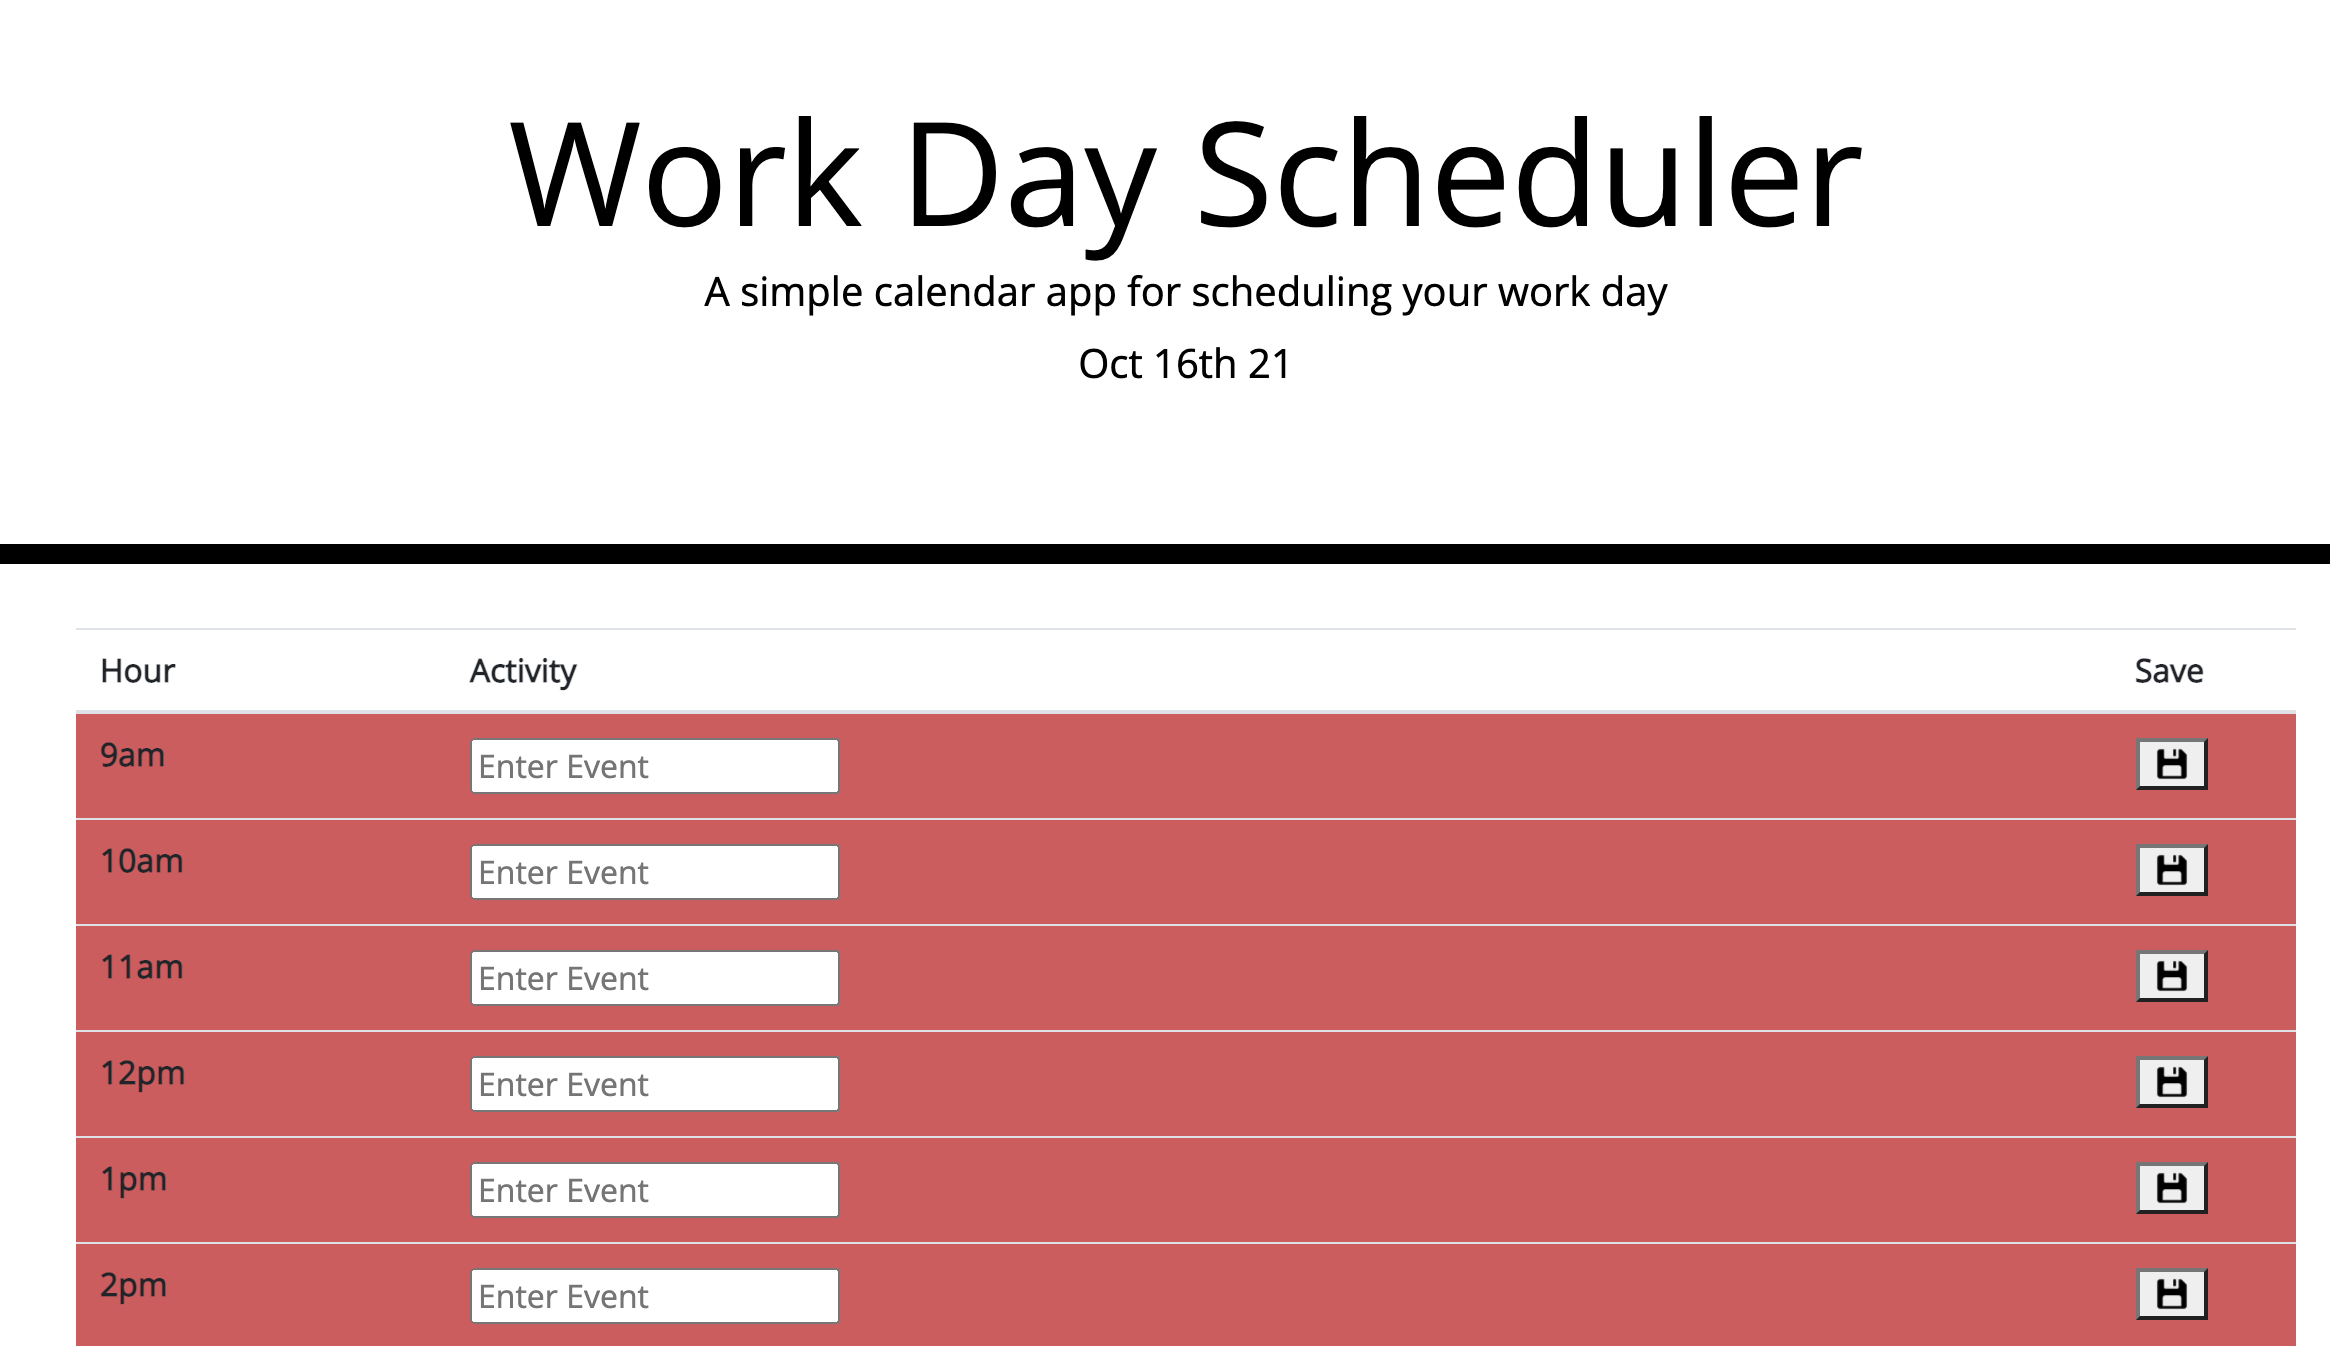 Work Day Scheduler
A simple calendar app for scheduling your work day
Oct 16th 21
Hour Activity Save
9am Enter Event
10am Enter Event
11am Enter Event
12pm Enter Event
1pm Enter Event
2pm Enter Event